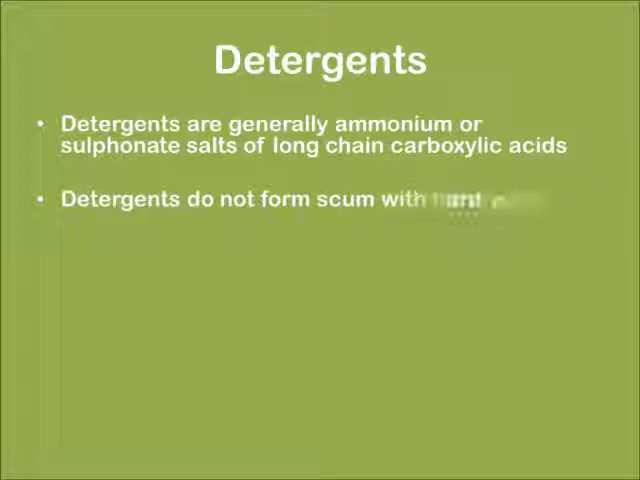 Detergents
• Detergents are generally ammonium or
sulphonate salts of long chain carboxylic acids
• Detergents do not form scum with